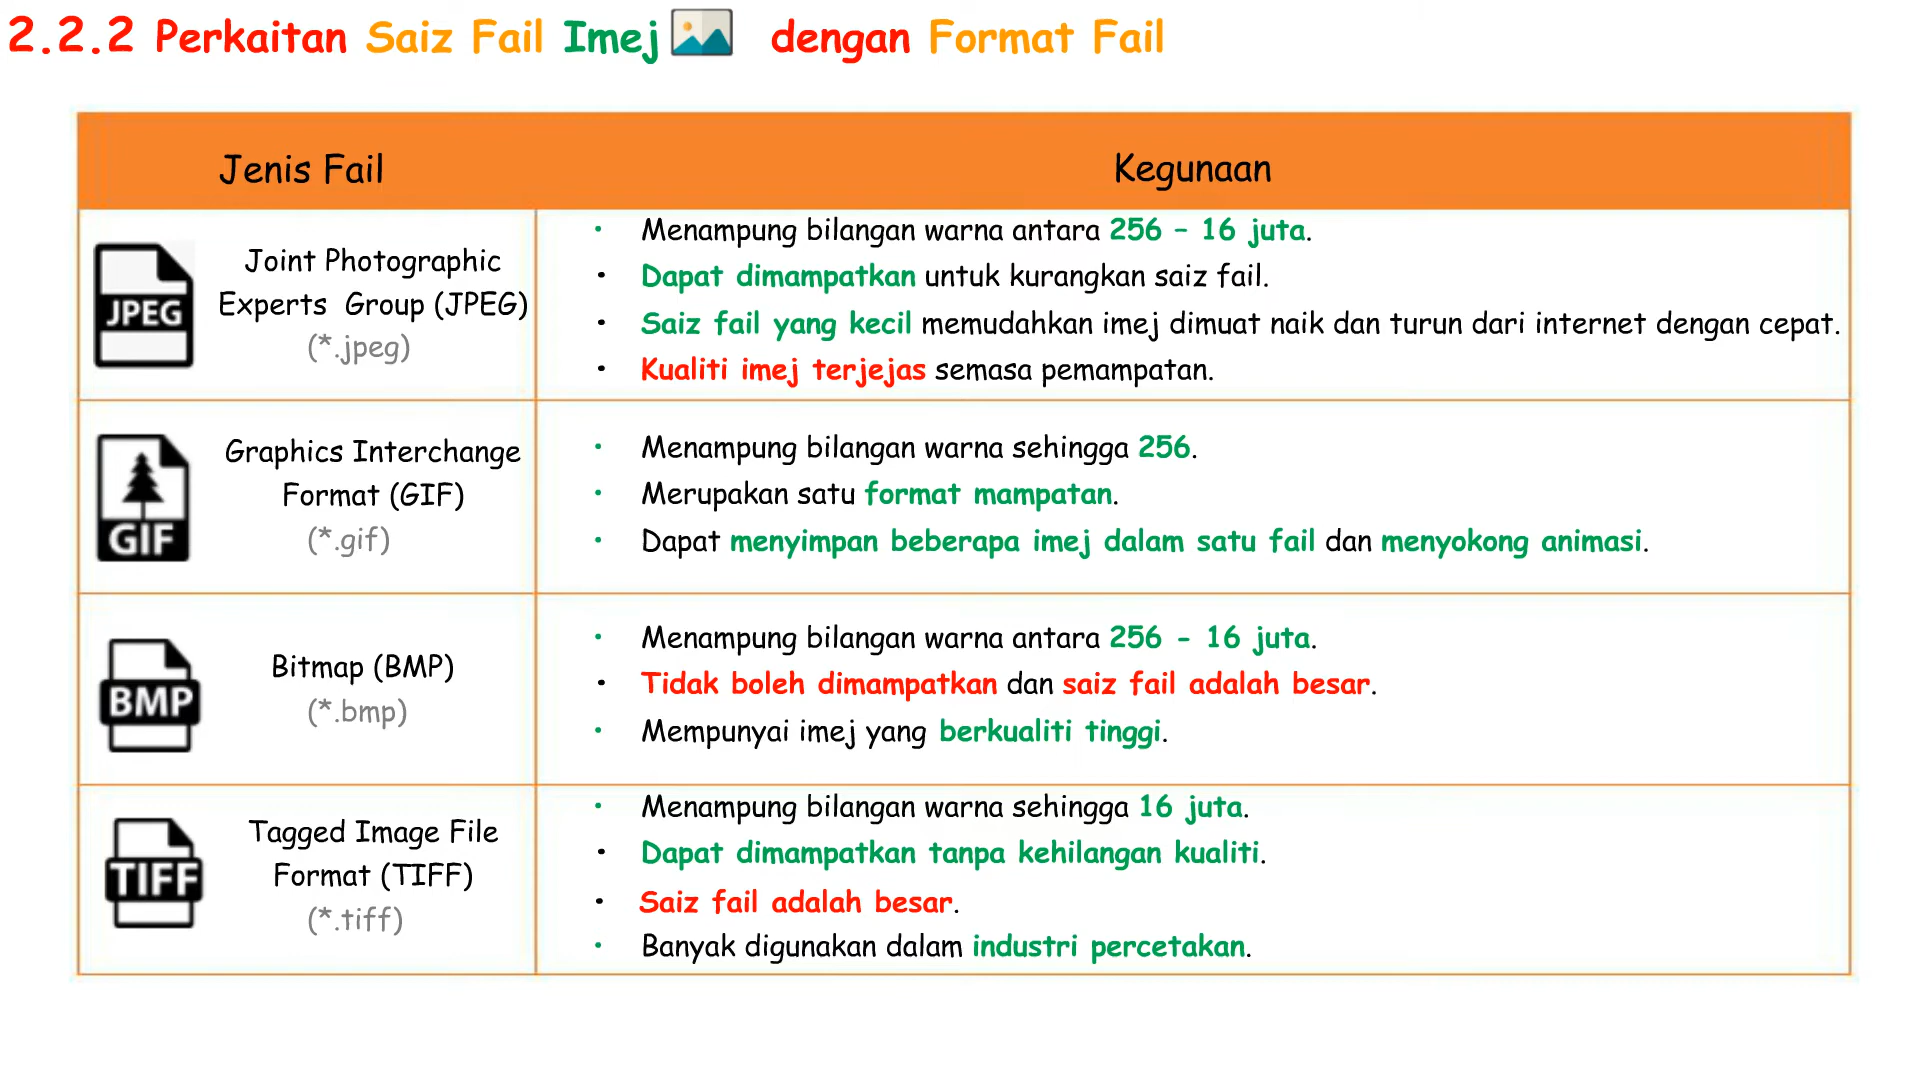 2.2.2 Perkaitan Saiz Fail Imej dengan Format Fail
Jenis Fail
Kegunaan
JPEG
Joint Photographic
Experts Group (JPEG)
(*.jpeg)
• Menampung bilangan warna antara 256 – 16 juta.
• Dapat dimampatkan untuk kurangkan saiz fail.
• Saiz fail yang kecil memudahkan imej dimuat naik dan turun dari internet dengan cepat.
• Kualiti imej terjejas semasa pemampatan.
GIF
Graphics Interchange
Format (GIF)
(*.gif)
• Menampung bilangan warna sehingga 256.
• Merupakan satu format mampatan.
• Dapat menyimpan beberapa imej dalam satu fail dan menyokong animasi.
BMP
Bitmap (BMP)
(*.bmp)
• Menampung bilangan warna antara 256 - 16 juta.
• Tidak boleh dimampatkan dan saiz fail adalah besar.
• Mempunyai imej yang berkualiti tinggi.
TIFF
Tagged Image File
Format (TIFF)
(*.tiff)
• Menampung bilangan warna sehingga 16 juta.
• Dapat dimampatkan tanpa kehilangan kualiti.
• Saiz fail adalah besar.
• Banyak digunakan dalam industri percetakan.